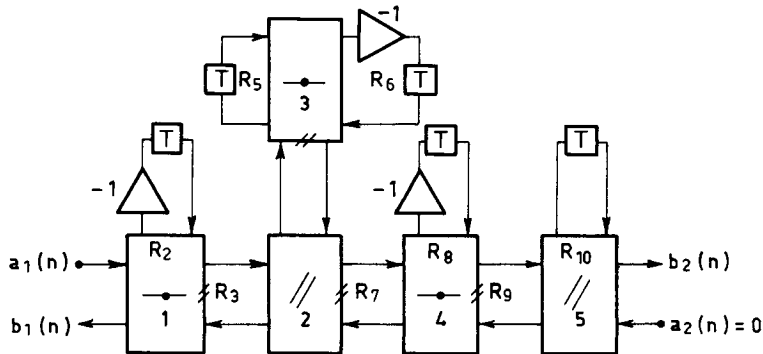 -1
T R₅
R₆ T
3
T
T
T
-1
-1
a₁(n)
R₂
R₈
R₁₀
b₂(n)
R₃
R₇
R₉
b₁(n)
1
// 2
4
// 5
a₂(n)=0